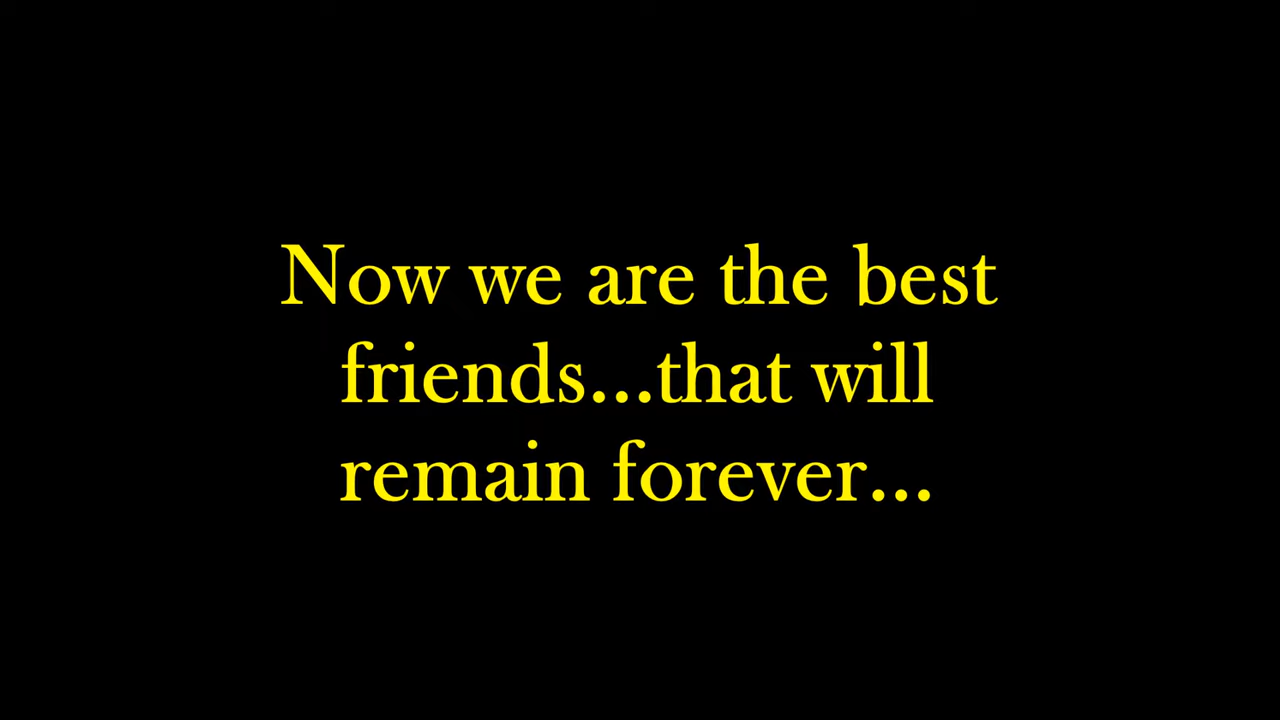 Now we are the best
friends...that will
remain forever...